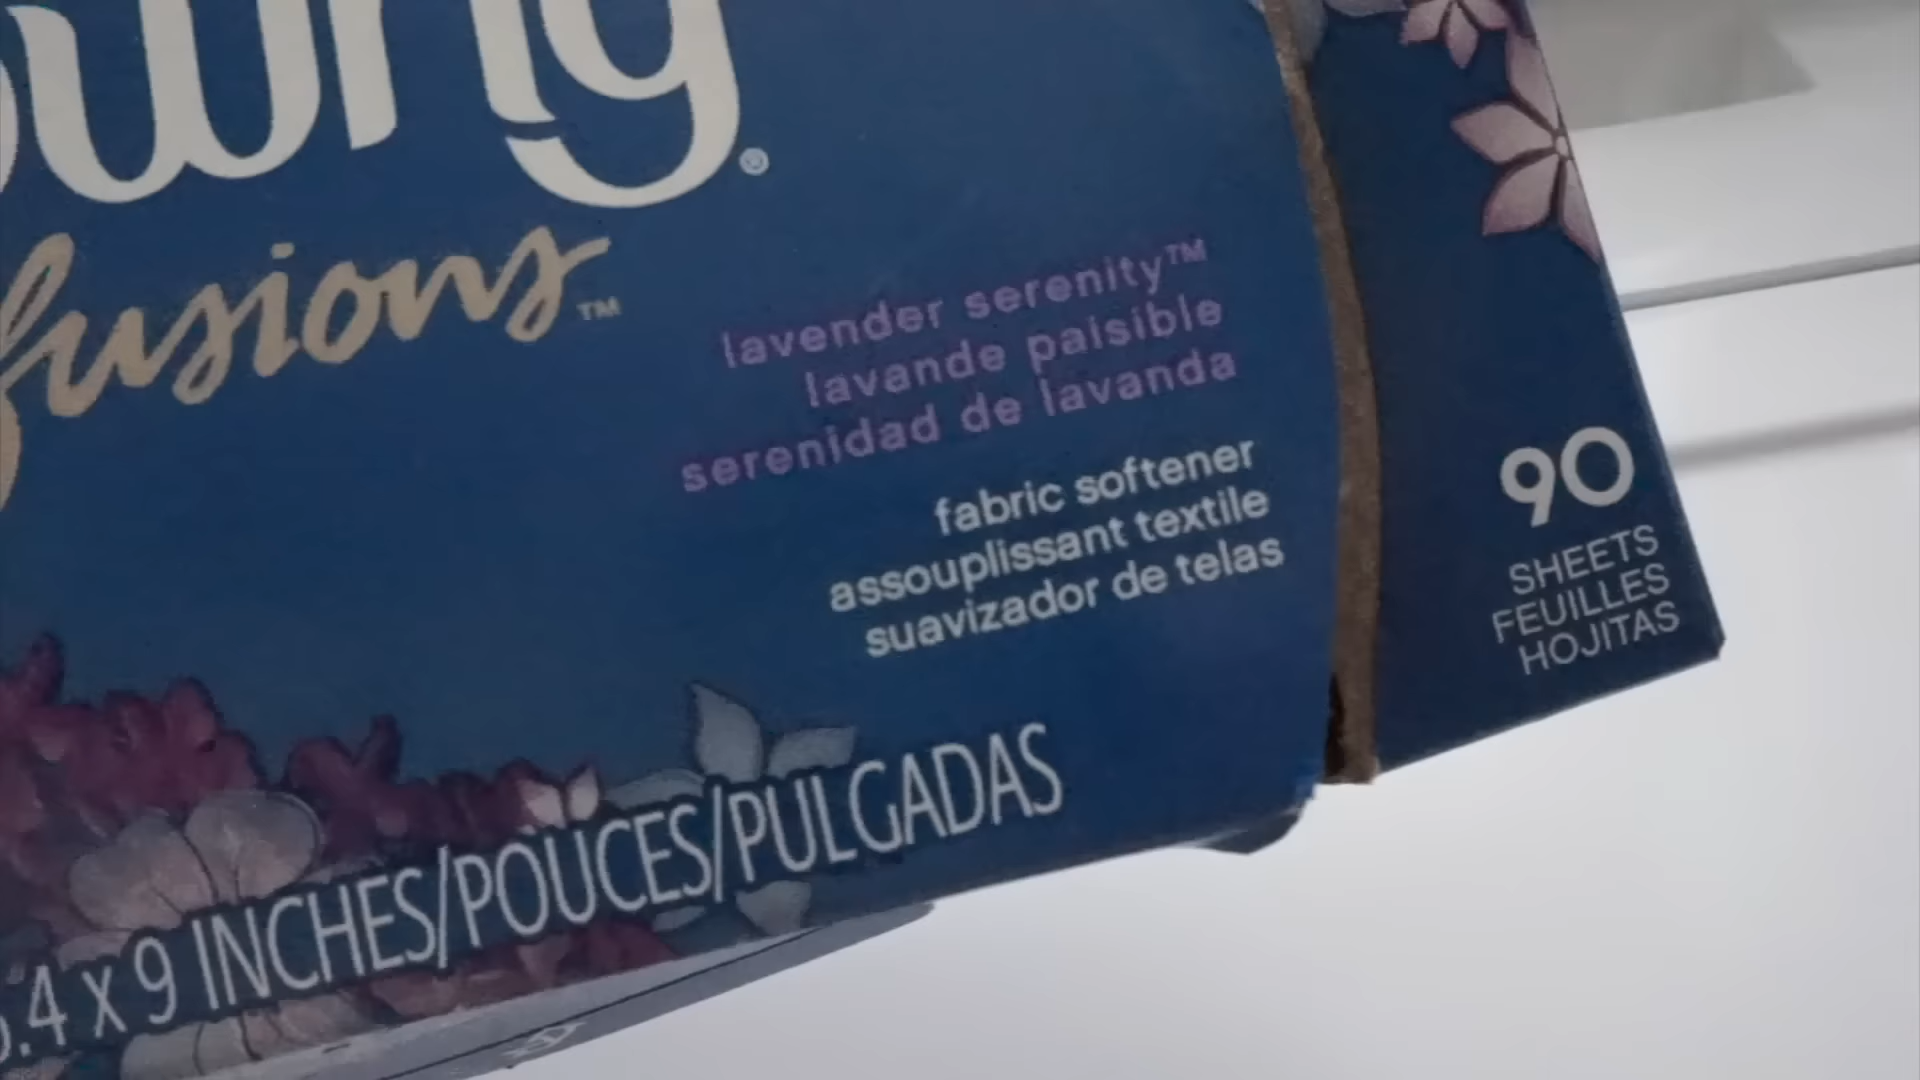 owny®
fusions™
lavender serenity™
lavande paisible
serenidad de lavanda
fabric softener
assouplissant textile
suavizador de telas
90
SHEETS
FEUILLES
HOJITAS
.4 x 9 INCHES/POUCES/PULGADAS